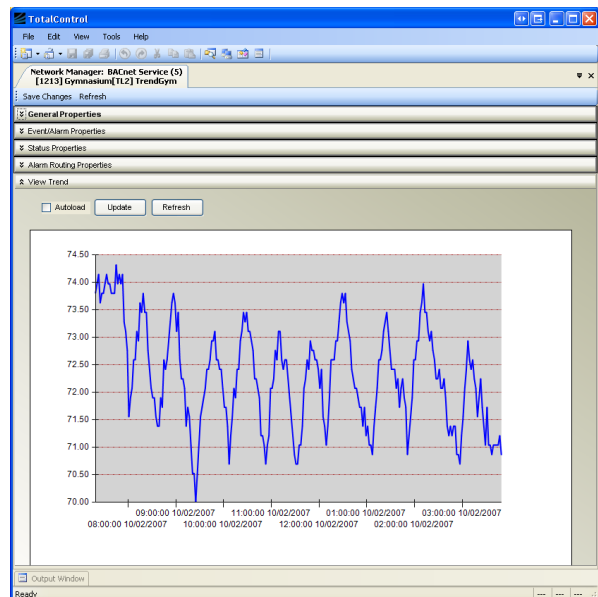 TotalControl
File Edit View Tools Help
Network Manager: BACnet Service (5)
[1213] Gymnasium[TL2] TrendGym
Save Changes Refresh
General Properties
Event/Alarm Properties
Status Properties
Alarm Routing Properties
View Trend
Autoload Update Refresh
74.50
74.00
73.50
73.00
72.50
72.00
71.50
71.00
70.50
70.00
09:00:00 10/02/2007 11:00:00 10/02/2007 01:00:00 10/02/2007 03:00:00 10/02/2007
08:00:00 10/02/2007 10:00:00 10/02/2007 12:00:00 10/02/2007 02:00:00 10/02/2007
Output Window
Ready